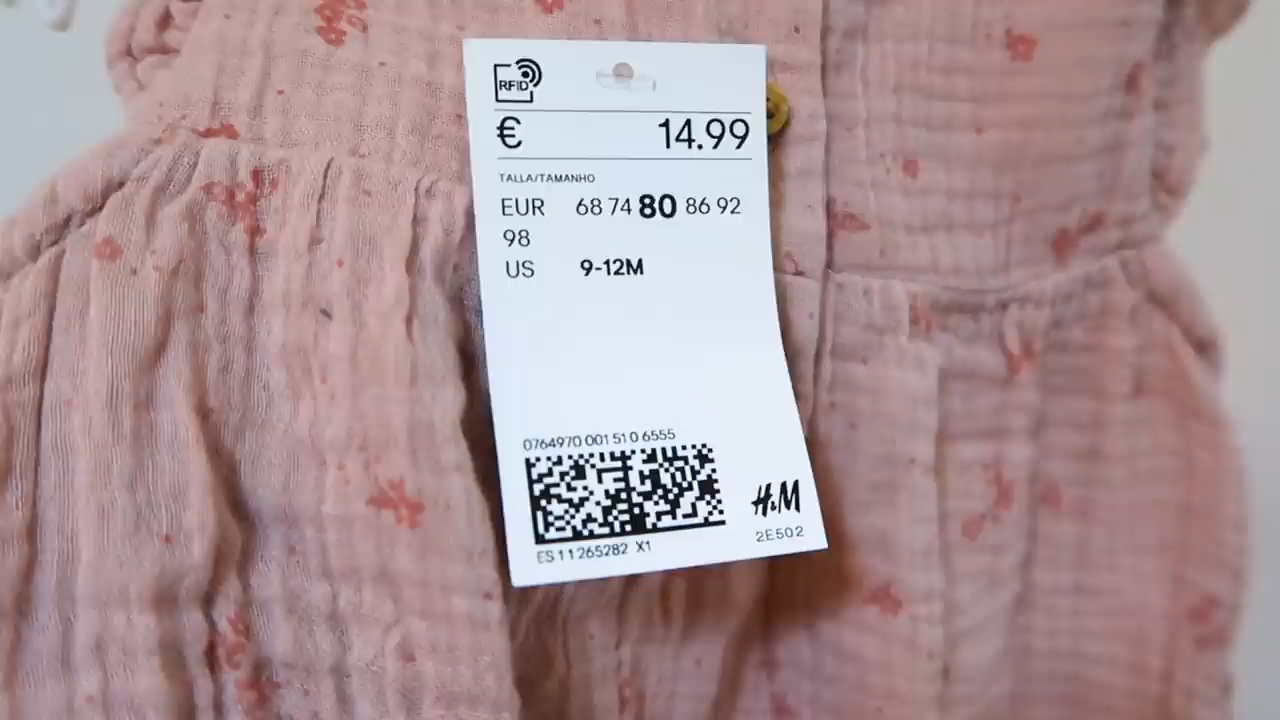 RFID
€ 14.99
TALLA/TAMANHO
EUR 68 74 80 86 92
98
US 9-12M
0764970 001 51 0 6555
ES 11265282 X1
H&M
2E502